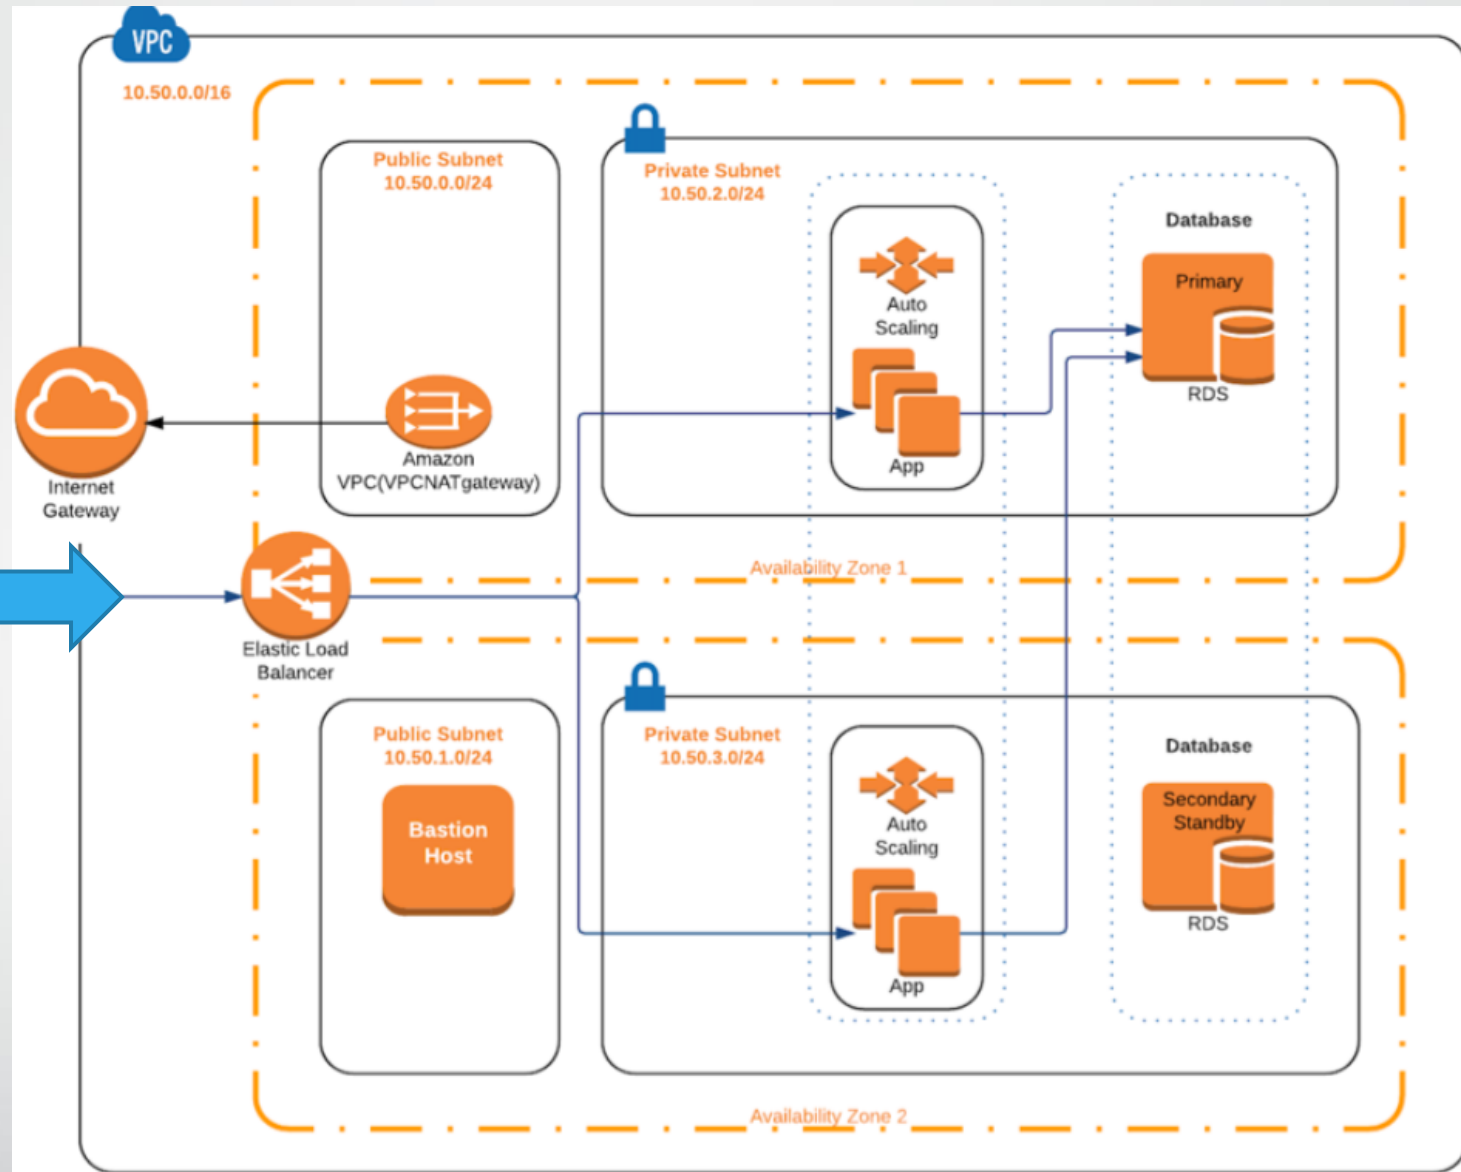 VPC
10.50.0.0/16
Public Subnet
10.50.0.0/24
Amazon
VPC(VPCNATgateway)
Internet
Gateway
Private Subnet
10.50.2.0/24
Auto
Scaling
App
Database
Primary
RDS
Availability Zone 1
Elastic Load
Balancer
Public Subnet
10.50.1.0/24
Bastion
Host
Private Subnet
10.50.3.0/24
Auto
Scaling
App
Database
Secondary
Standby
RDS
Availability Zone 2